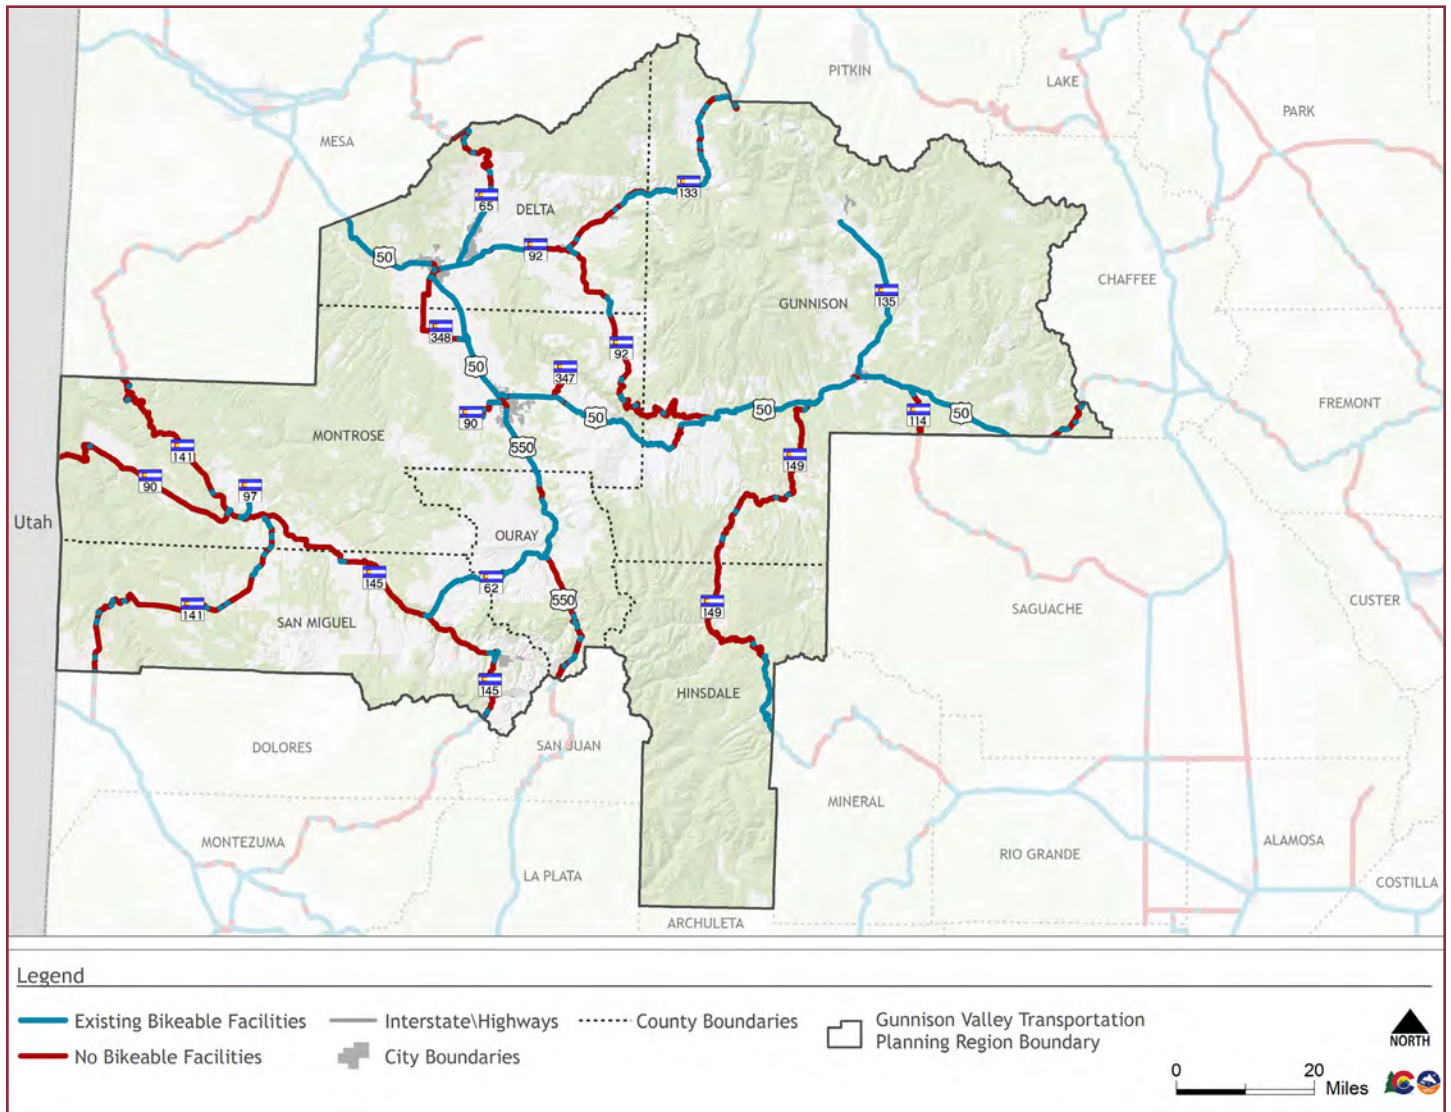 PITKIN
LAKE
PARK
MESA
65
DELTA
133
92
50
CHAFFEE
GUNNISON
135
348
92
50
347
FREMONT
90
50
50
50
114
MONTROSE
550
141
149
90
97
Utah
OURAY
62
145
550
149
SAGUACHE
CUSTER
141
SAN MIGUEL
145
HINSDALE
DOLORES
SAN JUAN
MINERAL
MONTEZUMA
RIO GRANDE
ALAMOSA
LA PLATA
COSTILLA
ARCHULETA
Legend
Existing Bikeable Facilities
Interstate\Highways
County Boundaries
Gunnison Valley Transportation
Planning Region Boundary
No Bikeable Facilities
City Boundaries
NORTH
0
20
Miles